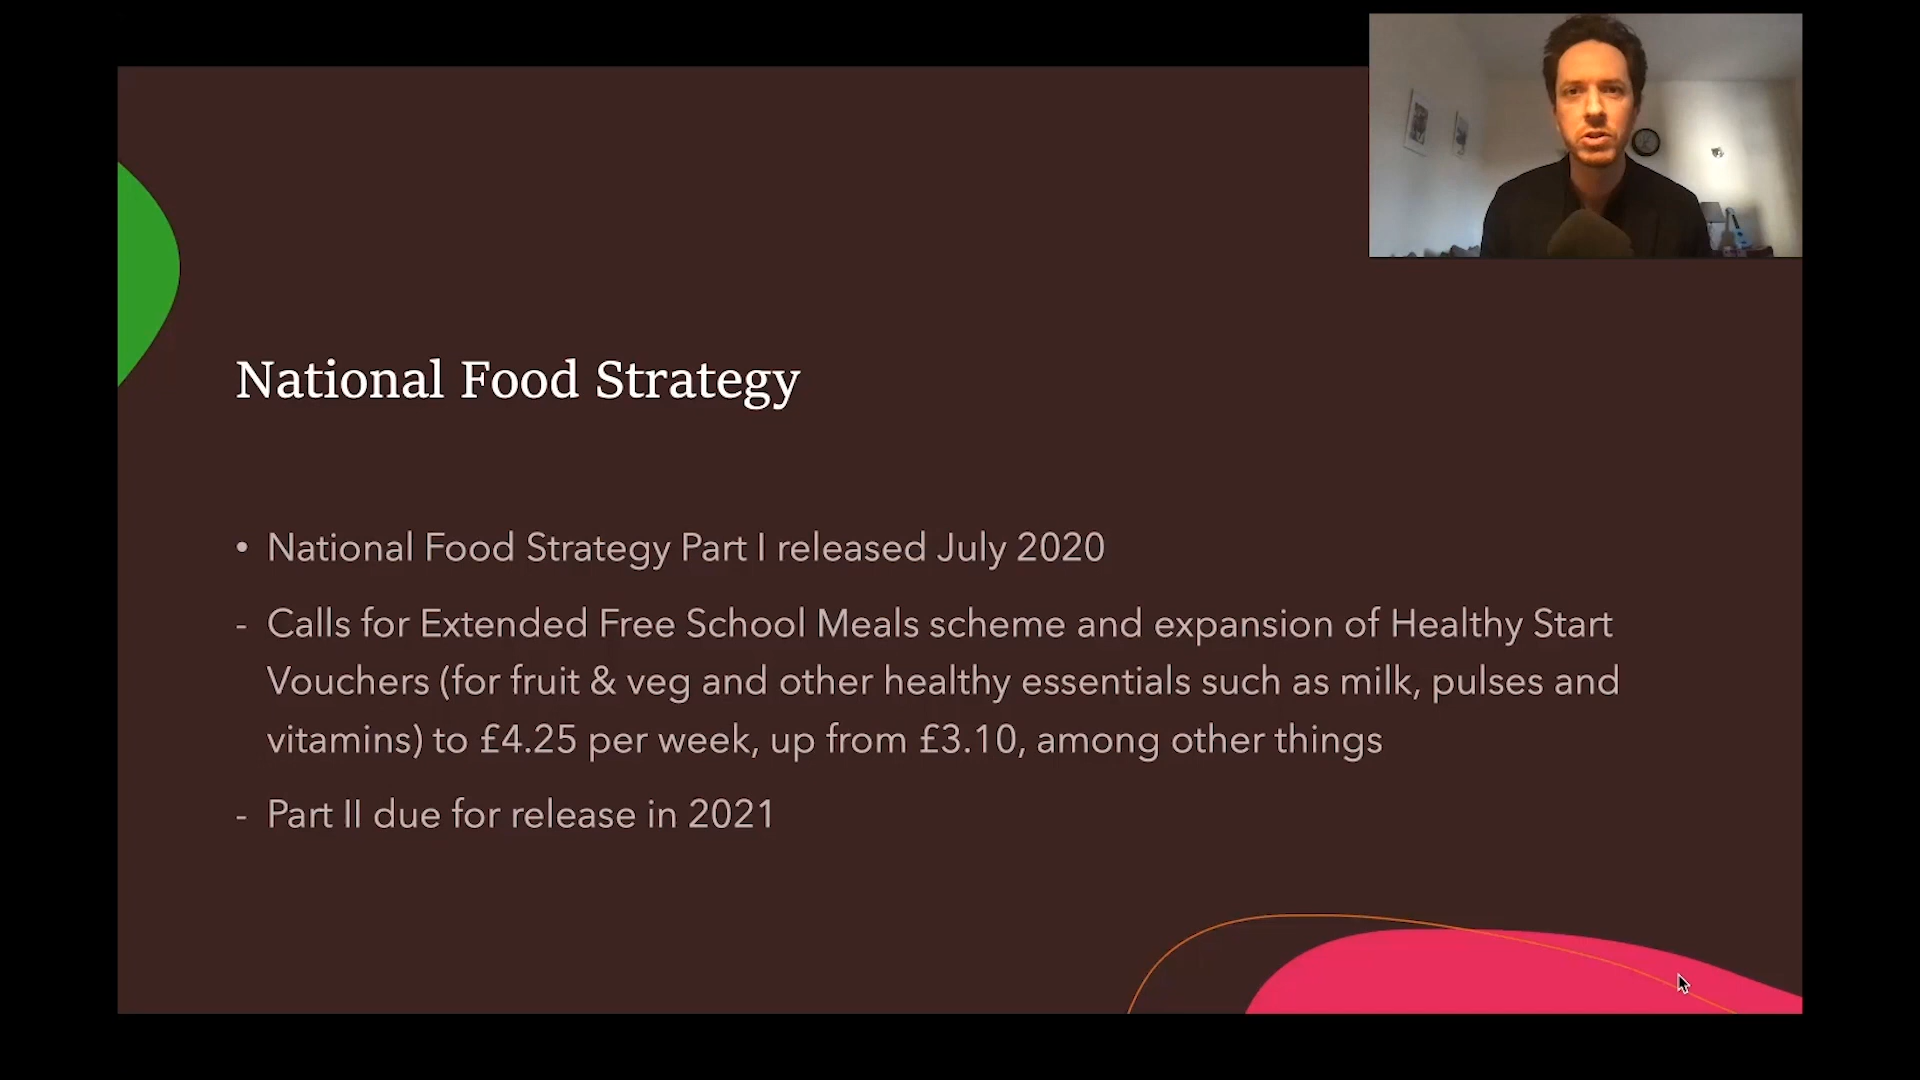 National Food Strategy
• National Food Strategy Part I released July 2020
- Calls for Extended Free School Meals scheme and expansion of Healthy Start
Vouchers (for fruit & veg and other healthy essentials such as milk, pulses and
vitamins) to £4.25 per week, up from £3.10, among other things
- Part II due for release in 2021